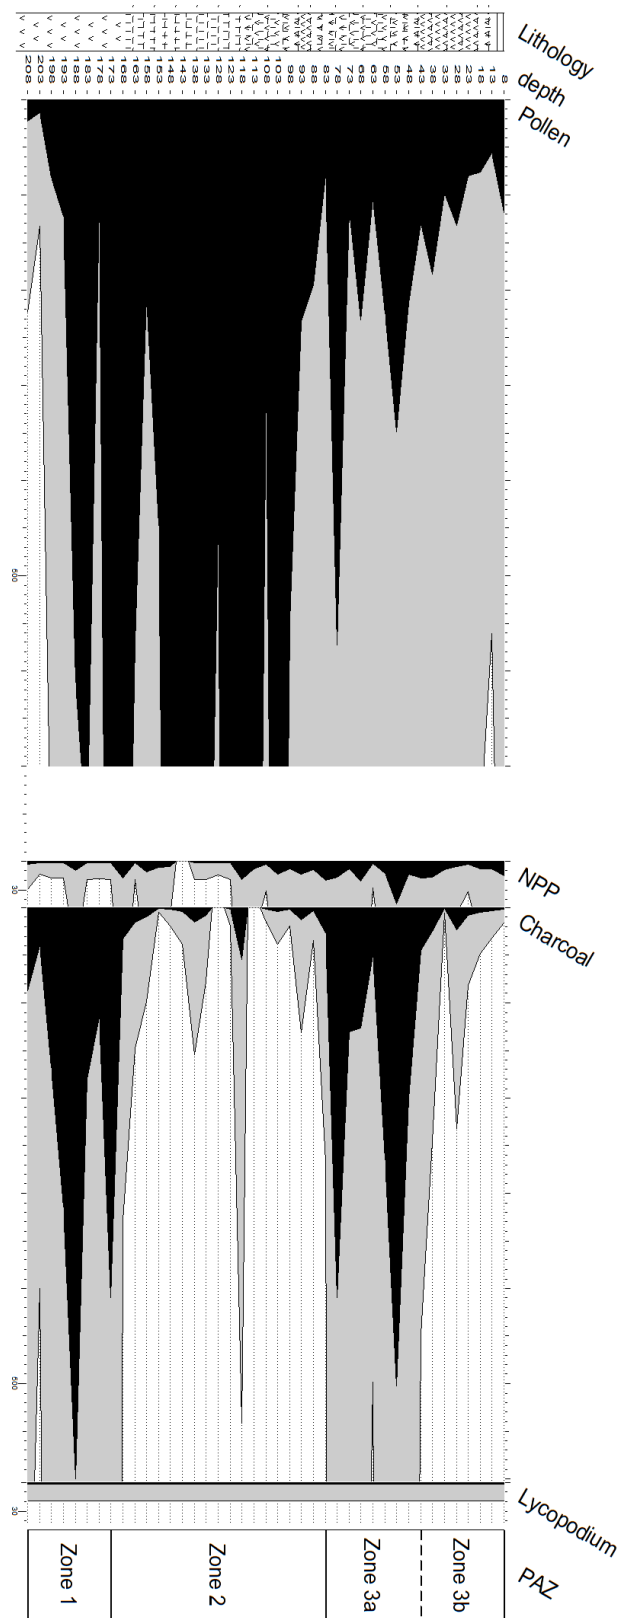 Lithology
depth
208 203 198 193 188 183 178 173 168 163 158 153 148 143 138 133 128 123 118 113 108 103 98 93 88 83 78 73 68 63 58 53 48 43 38 33 28 23 18 13 8
Pollen
500
NPP
30
Charcoal
500
Lycopodium
30
PAZ
Zone 1
Zone 2
Zone 3a
Zone 3b